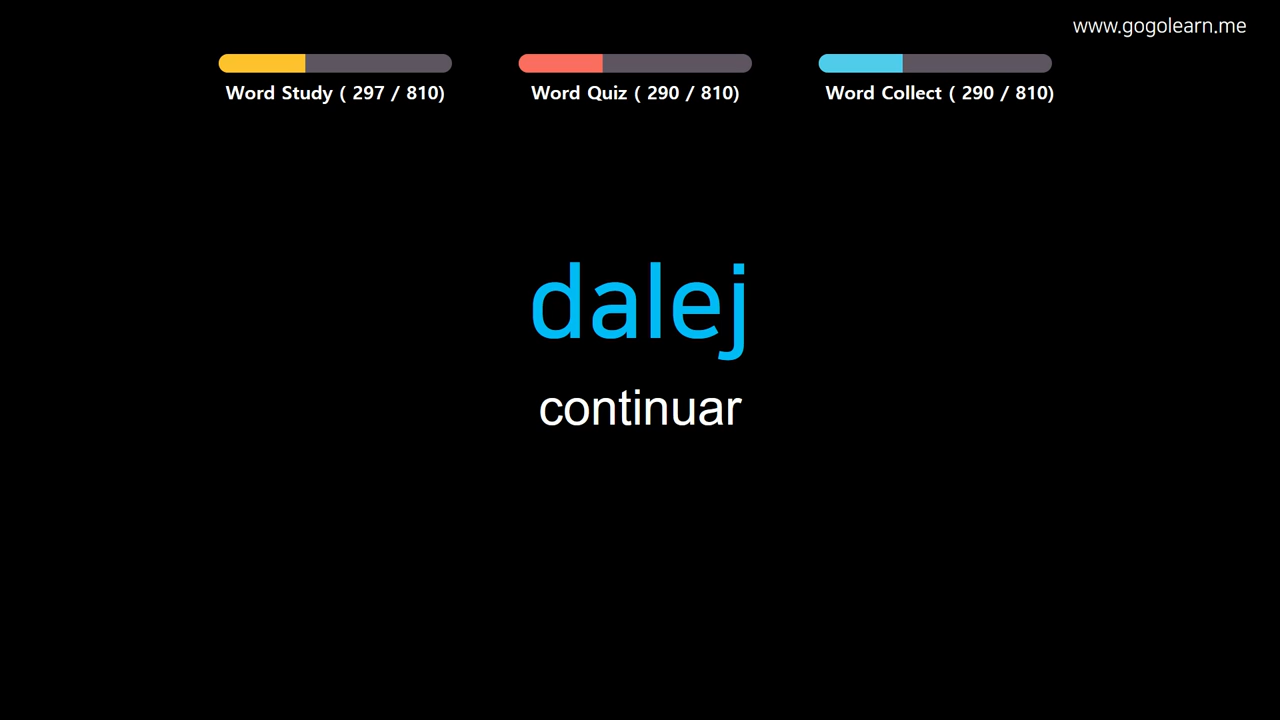 www.gogolearn.me
Word Study ( 297 / 810)
Word Quiz ( 290 / 810)
Word Collect ( 290 / 810)
dalej
continuar